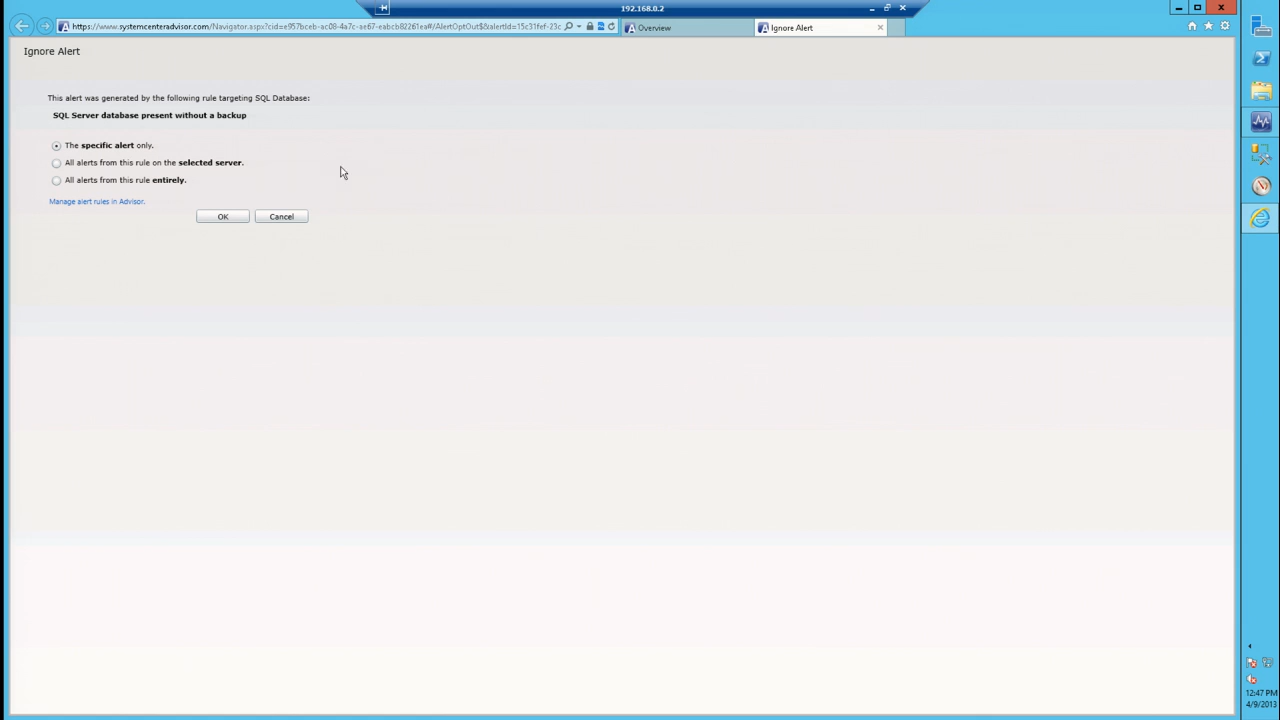 192.168.0.2
https://www.systemcenteradvisor.com/Navigator.aspx?cid=e957bceb-ac08-4a7c-ae67-eabcb82261ea#/AlertOptOut$&alertId=15c31fef-23c
Overview
Ignore Alert
Ignore Alert
This alert was generated by the following rule targeting SQL Database:
SQL Server database present without a backup
The specific alert only.
All alerts from this rule on the selected server.
All alerts from this rule entirely.
Manage alert rules in Advisor.
OK
Cancel
12:47 PM
4/9/2013